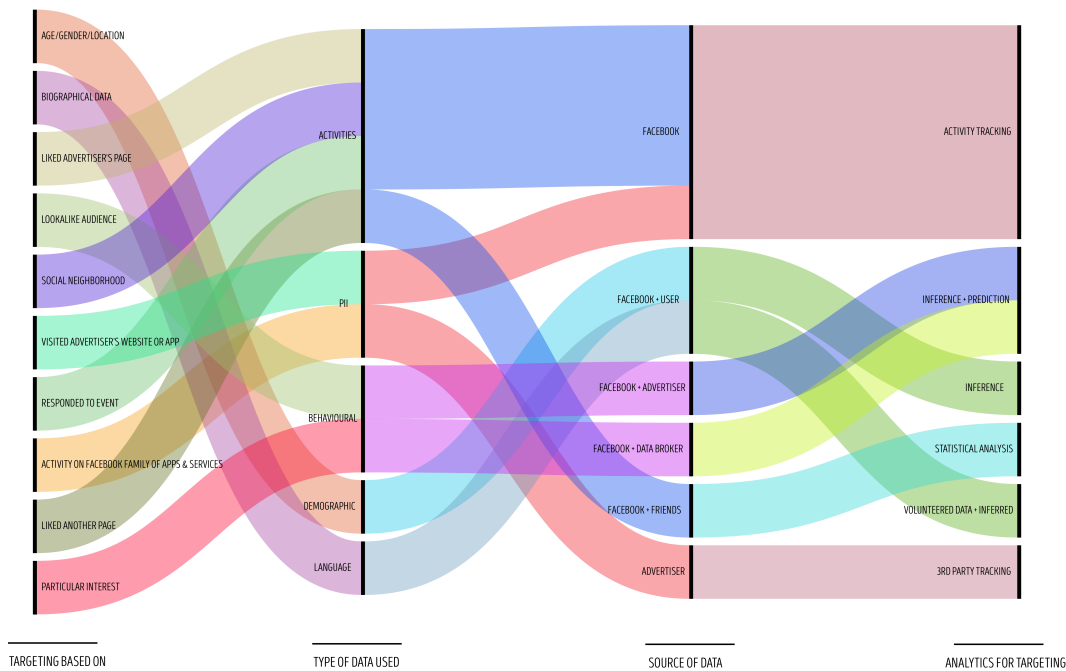 AGE/GENDER/LOCATION
BIOGRAPHICAL DATA
LIKED ADVERTISER'S PAGE
LOOKALIKE AUDIENCE
SOCIAL NEIGHBORHOOD
VISITED ADVERTISER'S WEBSITE OR APP
RESPONDED TO EVENT
ACTIVITY ON FACEBOOK FAMILY OF APPS & SERVICES
LIKED ANOTHER PAGE
PARTICULAR INTEREST
TARGETING BASED ON
ACTIVITIES
PII
BEHAVIOURAL
DEMOGRAPHIC
LANGUAGE
TYPE OF DATA USED
FACEBOOK
FACEBOOK + USER
FACEBOOK + ADVERTISER
FACEBOOK + DATA BROKER
FACEBOOK + FRIENDS
ADVERTISER
SOURCE OF DATA
ACTIVITY TRACKING
INFERENCE + PREDICTION
INFERENCE
STATISTICAL ANALYSIS
VOLUNTEERED DATA + INFERRED
3RD PARTY TRACKING
ANALYTICS FOR TARGETING